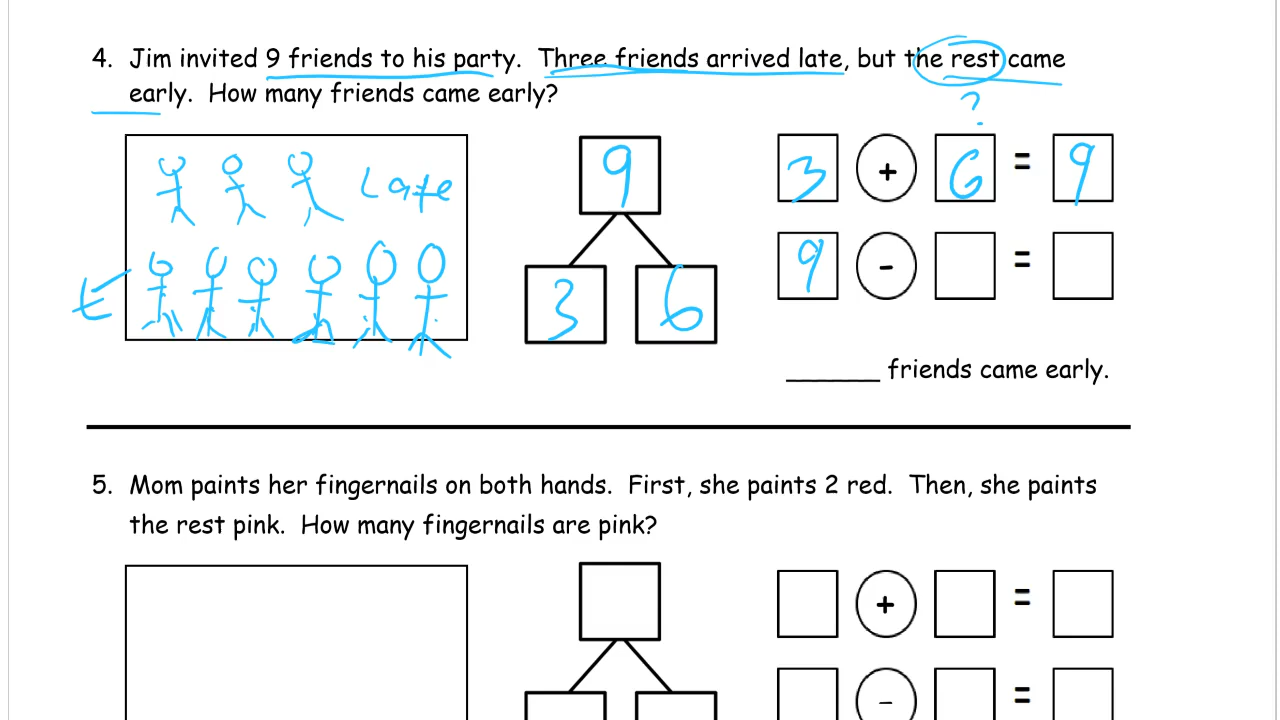 4. Jim invited 9 friends to his party. Three friends arrived late, but the rest came
early. How many friends came early?
?
Late
E
9
3 6
3 + 6 = 9
9 - =
______ friends came early.
5. Mom paints her fingernails on both hands. First, she paints 2 red. Then, she paints
the rest pink. How many fingernails are pink?
+ =
- =